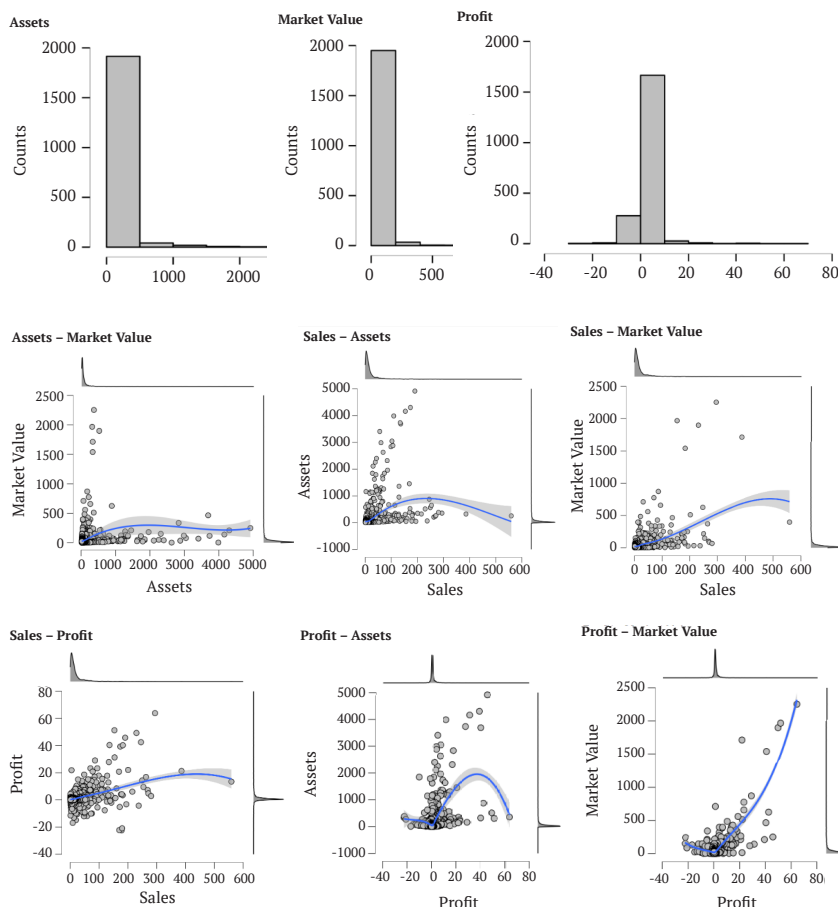 Assets
Market Value
Profit
2000
1500
1000
500
0
Counts
0 1000 2000
2000
1500
1000
500
0
Counts
0 500
2000
1500
1000
500
0
Counts
-40 -20 0 20 40 60 80
Assets – Market Value
Sales – Assets
Sales – Market Value
2500
2000
1500
1000
500
0
Market Value
0 1000 2000 3000 4000 5000
Assets
5000
4000
3000
2000
1000
0
-1000
Assets
0 100 200 300 400 500 600
Sales
2500
2000
1500
1000
500
0
Market Value
0 100 200 300 400 500 600
Sales
Sales – Profit
Profit – Assets
Profit – Market Value
80
60
40
20
0
-20
-40
Profit
0 100 200 300 400 500 600
Sales
5000
4000
3000
2000
1000
0
-1000
Assets
-40 -20 0 20 40 60 80
Profit
2500
2000
1500
1000
500
0
Market Value
-40 -20 0 20 40 60 80
Profit